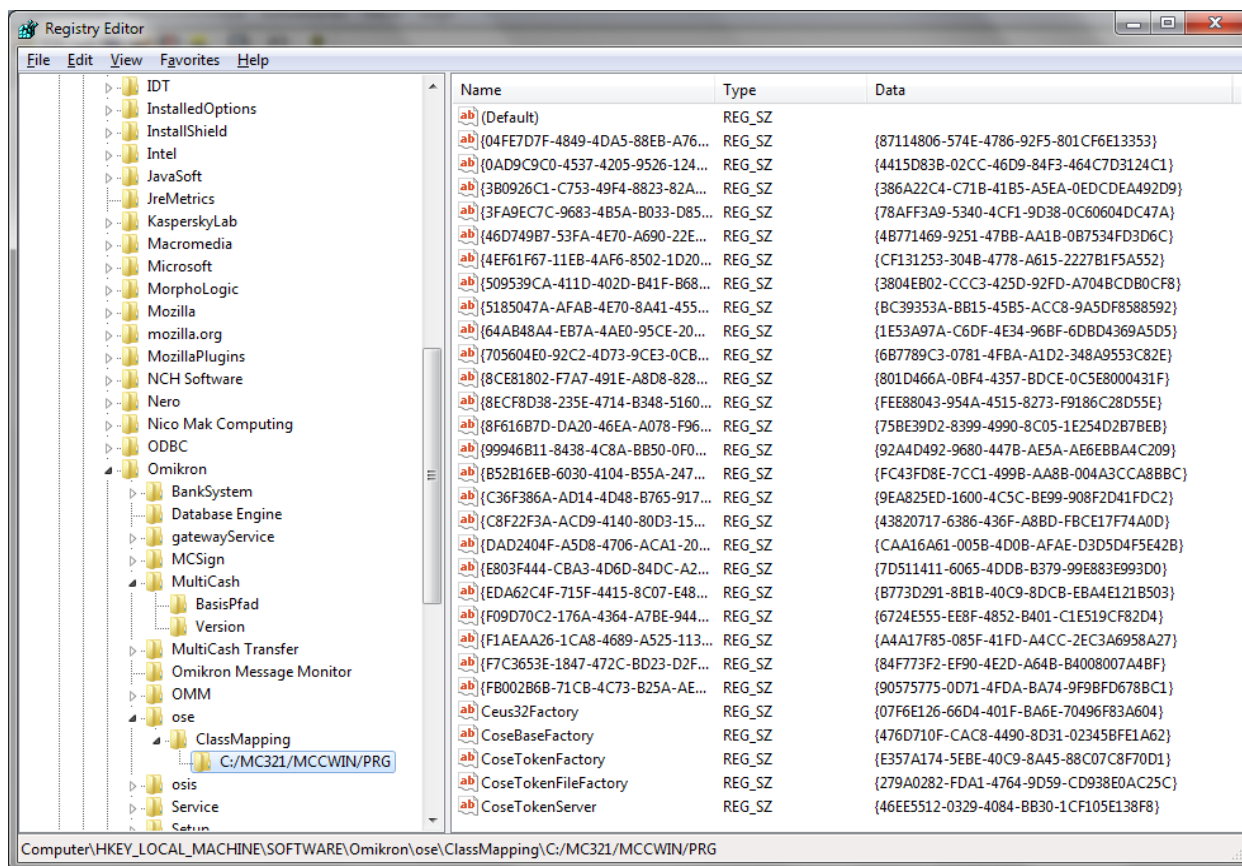 Registry Editor
File Edit View Favorites Help
IDT
InstalledOptions
InstallShield
Intel
JavaSoft
JreMetrics
KasperskyLab
Macromedia
Microsoft
MorphoLogic
Mozilla
mozilla.org
MozillaPlugins
NCH Software
Nero
Nico Mak Computing
ODBC
Omikron
BankSystem
Database Engine
gatewayService
MCSign
MultiCash
BasisPfad
Version
MultiCash Transfer
Omikron Message Monitor
OMM
ose
ClassMapping
C:/MC321/MCCWIN/PRG
osis
Service
Setup
Name Type Data
(Default) REG_SZ
{04FE7D7F-4849-4DA5-88EB-A76... REG_SZ {87114806-574E-4786-92F5-801CF6E13353}
{0AD9C9C0-4537-4205-9526-124... REG_SZ {4415D83B-02CC-46D9-84F3-464C7D3124C1}
{3B0926C1-C753-49F4-8823-82A... REG_SZ {386A22C4-C71B-41B5-A5EA-0EDCDEA492D9}
{3FA9EC7C-9683-4B5A-B033-D85... REG_SZ {78AFF3A9-5340-4CF1-9D38-0C60604DC47A}
{46D749B7-53FA-4E70-A690-22E... REG_SZ {4B771469-9251-47BB-AA1B-0B7534FD3D6C}
{4EF61F67-11EB-4AF6-8502-1D20... REG_SZ {CF131253-304B-4778-A615-2227B1F5A552}
{509539CA-411D-402D-B41F-B68... REG_SZ {3804EB02-CCC3-425D-92FD-A704BCDB0CF8}
{5185047A-AFAB-4E70-8A41-455... REG_SZ {BC39353A-BB15-45B5-ACC8-9A5DF8588592}
{64AB48A4-EB7A-4AE0-95CE-20... REG_SZ {1E53A97A-C6DF-4E34-96BF-6DBD4369A5D5}
{705604E0-92C2-4D73-9CE3-0CB... REG_SZ {6B7789C3-0781-4FBA-A1D2-348A9553C82E}
{8CE81802-F7A7-491E-A8D8-828... REG_SZ {801D466A-0BF4-4357-BDCE-0C5E8000431F}
{8ECF8D38-235E-4714-B348-5160... REG_SZ {FEE88043-954A-4515-8273-F9186C28D55E}
{8F616B7D-DA20-46EA-A078-F96... REG_SZ {75BE39D2-8399-4990-8C05-1E254D2B7BEB}
{99946B11-8438-4C8A-BB50-0F0... REG_SZ {92A4D492-9680-447B-AE5A-AE6EBBA4C209}
{B52B16EB-6030-4104-B55A-247... REG_SZ {FC43FD8E-7CC1-499B-AA8B-004A3CCA8BBC}
{C36F386A-AD14-4D48-B765-917... REG_SZ {9EA825ED-1600-4C5C-BE99-908F2D41FDC2}
{C8F22F3A-ACD9-4140-80D3-15... REG_SZ {43820717-6386-436F-A8BD-FBCE17F74A0D}
{DAD2404F-A5D8-4706-ACA1-20... REG_SZ {CAA16A61-005B-4D0B-AFAE-D3D5D4F5E42B}
{E803F444-CBA3-4D6D-84DC-A2... REG_SZ {7D511411-6065-4DDB-B379-99E883E993D0}
{EDA62C4F-715F-4415-8C07-E48... REG_SZ {B773D291-8B1B-40C9-8DCB-EBA4E121B503}
{F09D70C2-176A-4364-A7BE-944... REG_SZ {6724E555-EE8F-4852-B401-C1E519CF82D4}
{F1AEAA26-1CA8-4689-A525-113... REG_SZ {A4A17F85-085F-41FD-A4CC-2EC3A6958A27}
{F7C3653E-1847-472C-BD23-D2F... REG_SZ {84F773F2-EF90-4E2D-A64B-B4008007A4BF}
{FB002B6B-71CB-4C73-B25A-AE... REG_SZ {90575775-0D71-4FDA-BA74-9F9BFD678BC1}
Ceus32Factory REG_SZ {07F6E126-66D4-401F-BA6E-70496F83A604}
CoseBaseFactory REG_SZ {476D710F-CAC8-4490-8D31-02345BFE1A62}
CoseTokenFactory REG_SZ {E357A174-5EBE-40C9-8A45-88C07C8F70D1}
CoseTokenFileFactory REG_SZ {279A0282-FDA1-4764-9D59-CD938E0AC25C}
CoseTokenServer REG_SZ {46EE5512-0329-4084-BB30-1CF105E138F8}
Computer\HKEY_LOCAL_MACHINE\SOFTWARE\Omikron\ose\ClassMapping\C:/MC321/MCCWIN/PRG